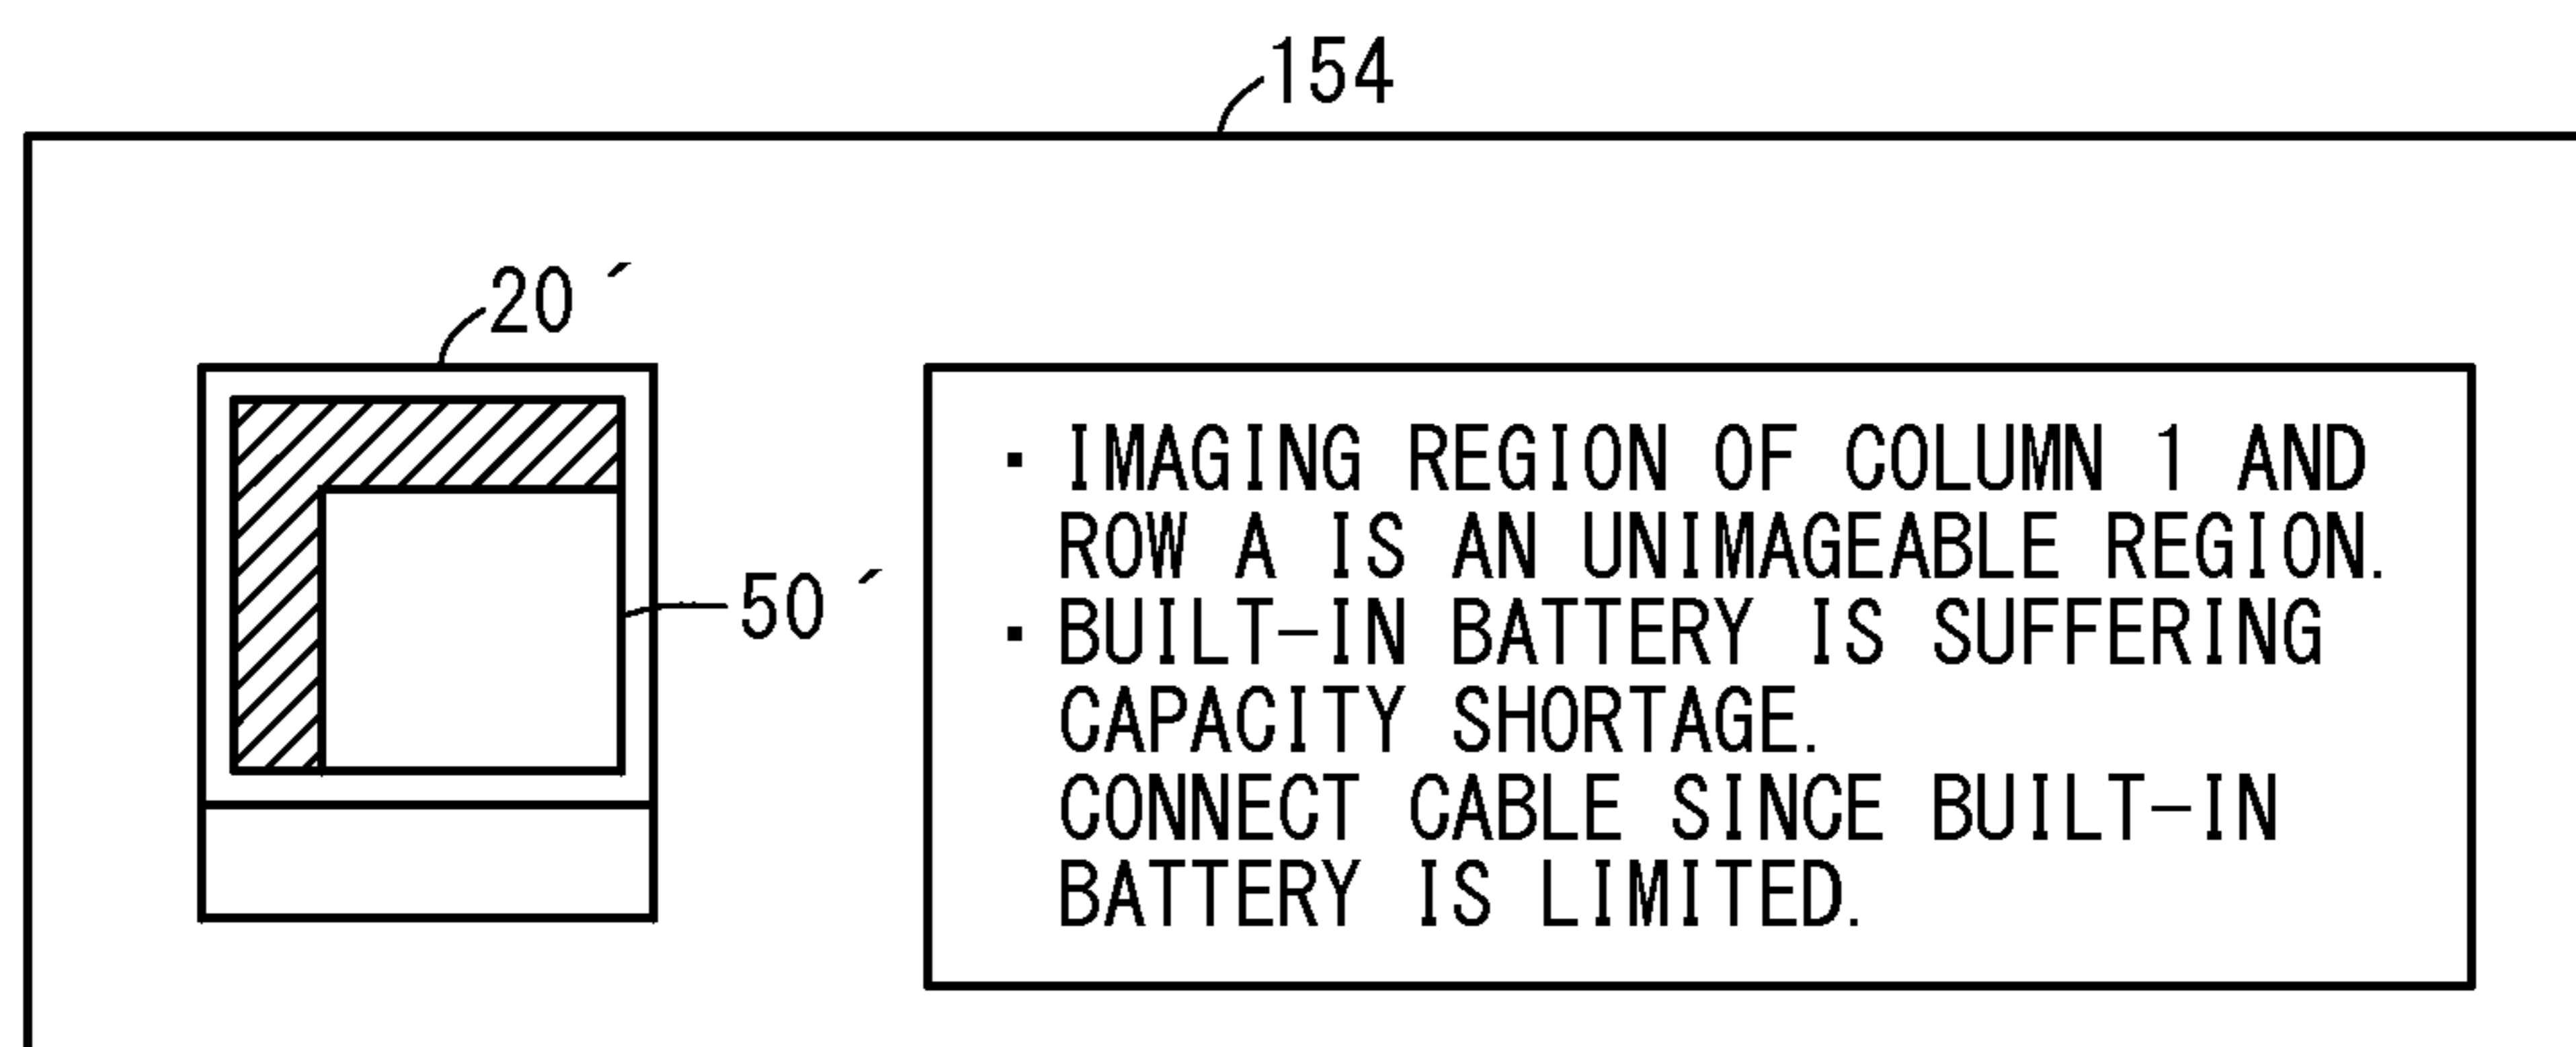 154
20´
50´
· IMAGING REGION OF COLUMN 1 AND
ROW A IS AN UNIMAGEABLE REGION.
· BUILT-IN BATTERY IS SUFFERING
CAPACITY SHORTAGE.
CONNECT CABLE SINCE BUILT-IN
BATTERY IS LIMITED.